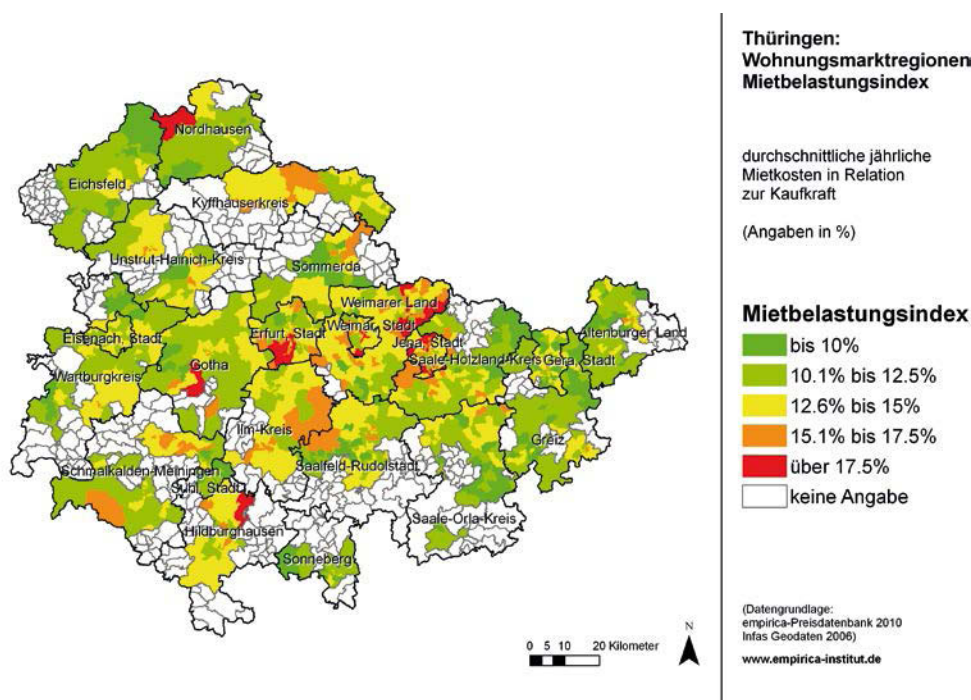 Thüringen:
Wohnungsmarktregionen
Mietbelastungsindex
durchschnittliche jährliche
Mietkosten in Relation
zur Kaufkraft
(Angaben in %)
Mietbelastungsindex
bis 10%
10.1% bis 12.5%
12.6% bis 15%
15.1% bis 17.5%
über 17.5%
keine Angabe
(Datengrundlage:
empirica-Preisdatenbank 2010
Infas Geodaten 2006)
www.empirica-institut.de
Nordhausen
Eichsfeld
Kyffhäuserkreis
Unstrut-Hainich-Kreis
Sömmerda
Weimarer Land
Eisenach, Stadt
Erfurt, Stadt
Weimar, Stadt
Jena, Stadt
Altenburger Land
Saale-Holzland-Kreis
Gera, Stadt
Gotha
Wartburgkreis
Ilm-Kreis
Greiz
Schmalkalden-Meiningen
Saalfeld-Rudolstadt
Suhl, Stadt
Saale-Orla-Kreis
Hildburghausen
Sonneberg
N
0 5 10 20 Kilometer